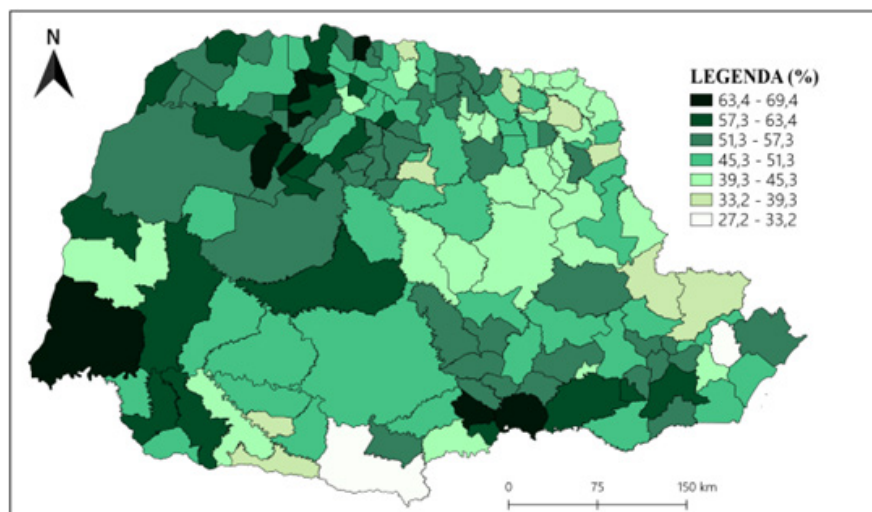 N
LEGENDA (%)
63,4 - 69,4
57,3 - 63,4
51,3 - 57,3
45,3 - 51,3
39,3 - 45,3
33,2 - 39,3
27,2 - 33,2
0 75 150 km